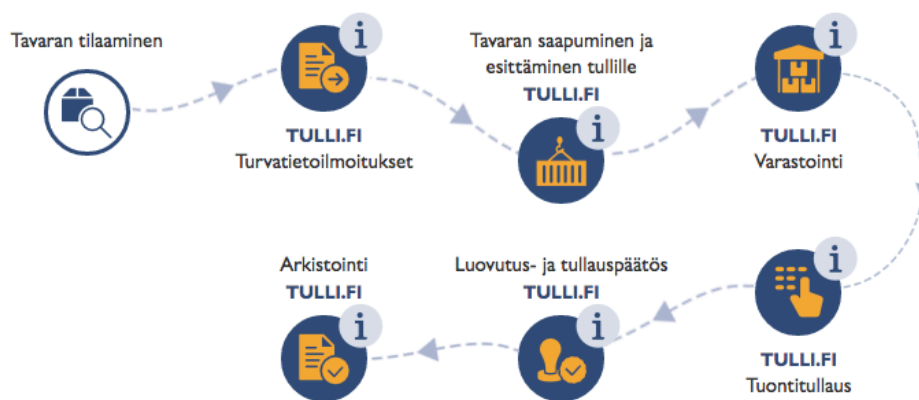 Tavaran tilaaminen
i
TULLI.FI
Turvatietoilmoitukset
Tavaran saapuminen ja
esittäminen tullille
TULLI.FI
i
i
TULLI.FI
Varastointi
i
TULLI.FI
Tuontitullaus
Luovutus- ja tullauspäätös
TULLI.FI
i
Arkistointi
TULLI.FI
i